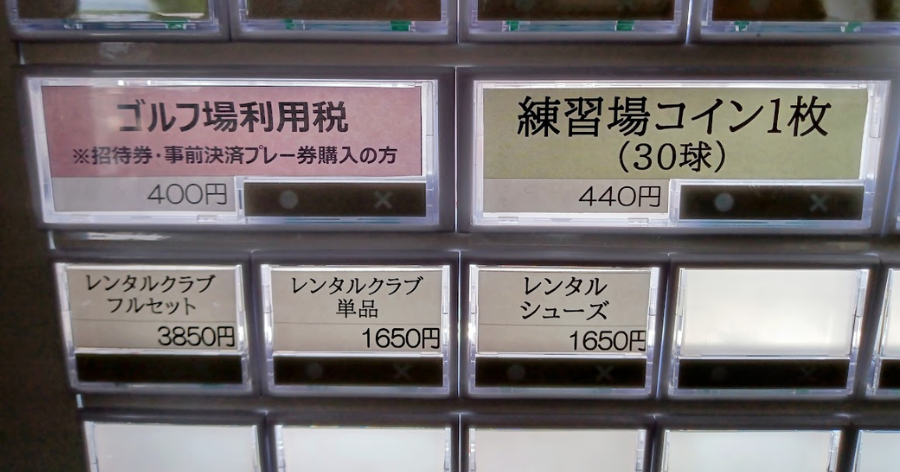 ゴルフ場利用税
※招待券・事前決済プレー券購入の方
400円
練習場コイン1枚
(30球)
440円
レンタルクラブ
フルセット
3850円
レンタルクラブ
単品
1650円
レンタル
シューズ
1650円